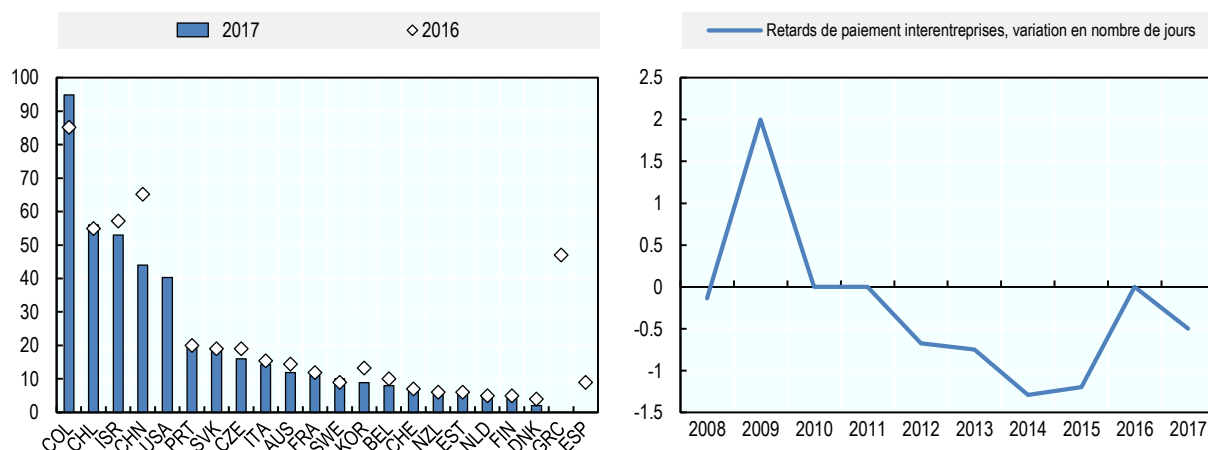 2017
2016
100
90
80
70
60
50
40
30
20
10
0
COL
CHL
ISR
CHN
USA
PRT
SVK
CZE
ITA
AUS
FRA
SWE
KOR
BEL
CHE
NZL
EST
NLD
FIN
DNK
GRC
ESP
Retards de paiement interentreprises, variation en nombre de jours
2.5
2
1.5
1
0.5
0
-0.5
-1
-1.5
2008 2009 2010 2011 2012 2013 2014 2015 2016 2017